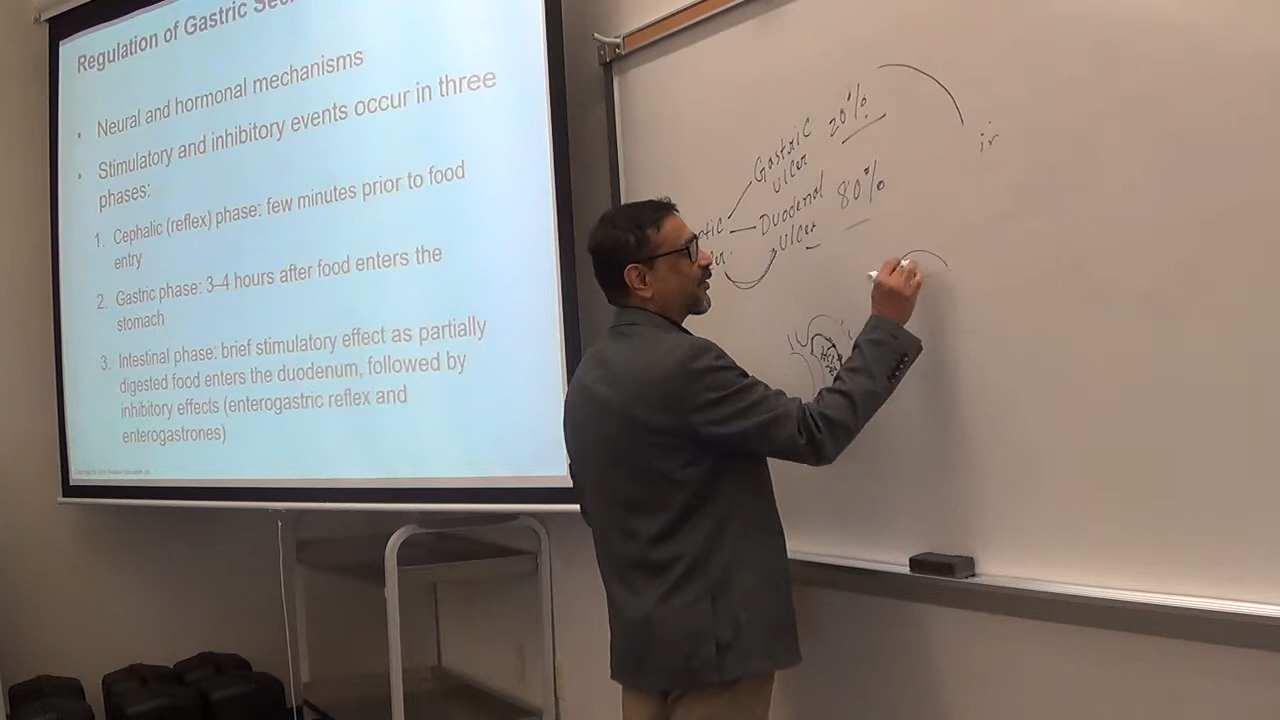 Regulation of Gastric
• Neural and hormonal mechanisms
• Stimulatory and inhibitory events occur in three
phases:
1. Cephalic (reflex) phase: few minutes prior to food
entry
2. Gastric phase: 3–4 hours after food enters the
stomach
3. Intestinal phase: brief stimulatory effect as partially
digested food enters the duodenum, followed by
inhibitory effects (enterogastric reflex and
enterogastrones)
Gastric 20%
Ulcer
Duodenal 80%
Ulcer
HCl